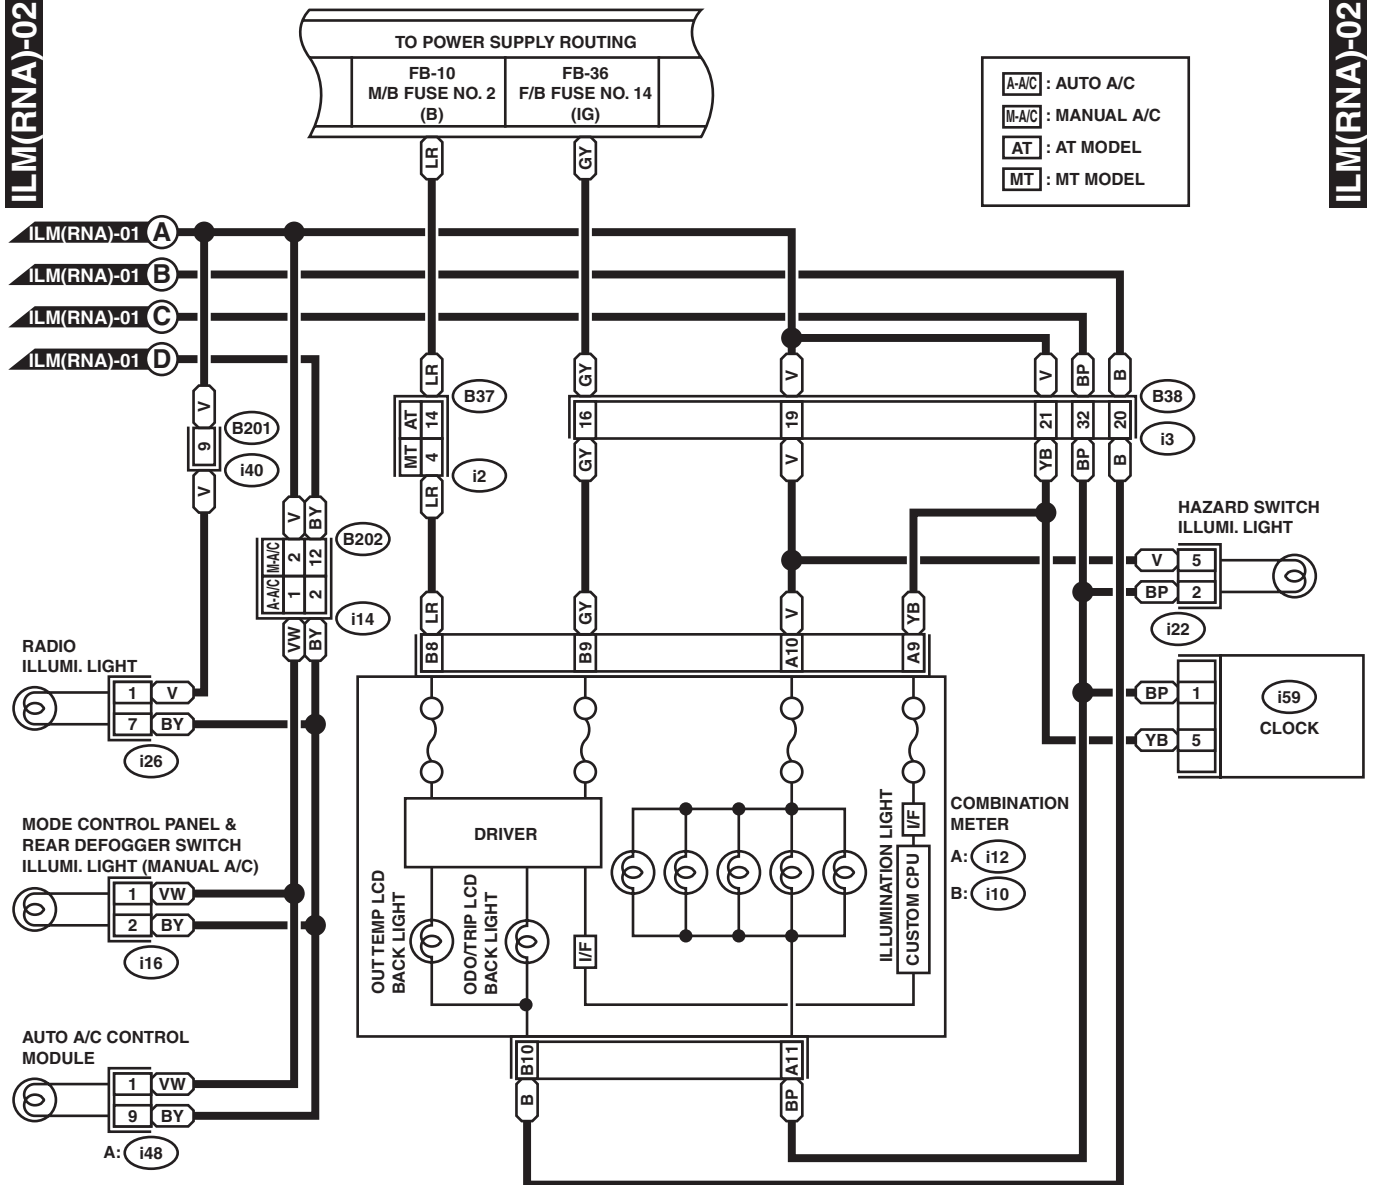 ILM(RNA)-02
ILM(RNA)-02
TO POWER SUPPLY ROUTING
FB-10
M/B FUSE NO. 2
(B)
FB-36
F/B FUSE NO. 14
(IG)
A-A/C : AUTO A/C
M-A/C : MANUAL A/C
AT : AT MODEL
MT : MT MODEL
LR
GY
ILM(RNA)-01 A
ILM(RNA)-01 B
ILM(RNA)-01 C
ILM(RNA)-01 D
V
9
V
B201
i40
LR
AT 14
MT 4
LR
B37
i2
GY
V
V
BP
B
16
19
21
32
20
B38
i3
GY
V
YB
BP
B
V
BY
M-A/C 2 12
A-A/C 1 2
B202
i14
VW
BY
HAZARD SWITCH
ILLUMI. LIGHT
V 5
BP 2
i22
LR
GY
V
YB
B8
B9
A10
A9
RADIO
ILLUMI. LIGHT
1 V
7 BY
i26
BP 1
YB 5
i59
CLOCK
DRIVER
OUT TEMP LCD
BACK LIGHT
ODO/TRIP LCD
BACK LIGHT
I/F
ILLUMINATION LIGHT
I/F
CUSTOM CPU
COMBINATION
METER
A: i12
B: i10
MODE CONTROL PANEL &
REAR DEFOGGER SWITCH
ILLUMI. LIGHT (MANUAL A/C)
1 VW
2 BY
i16
AUTO A/C CONTROL
MODULE
1 VW
9 BY
A: i48
B10
A11
B
BP